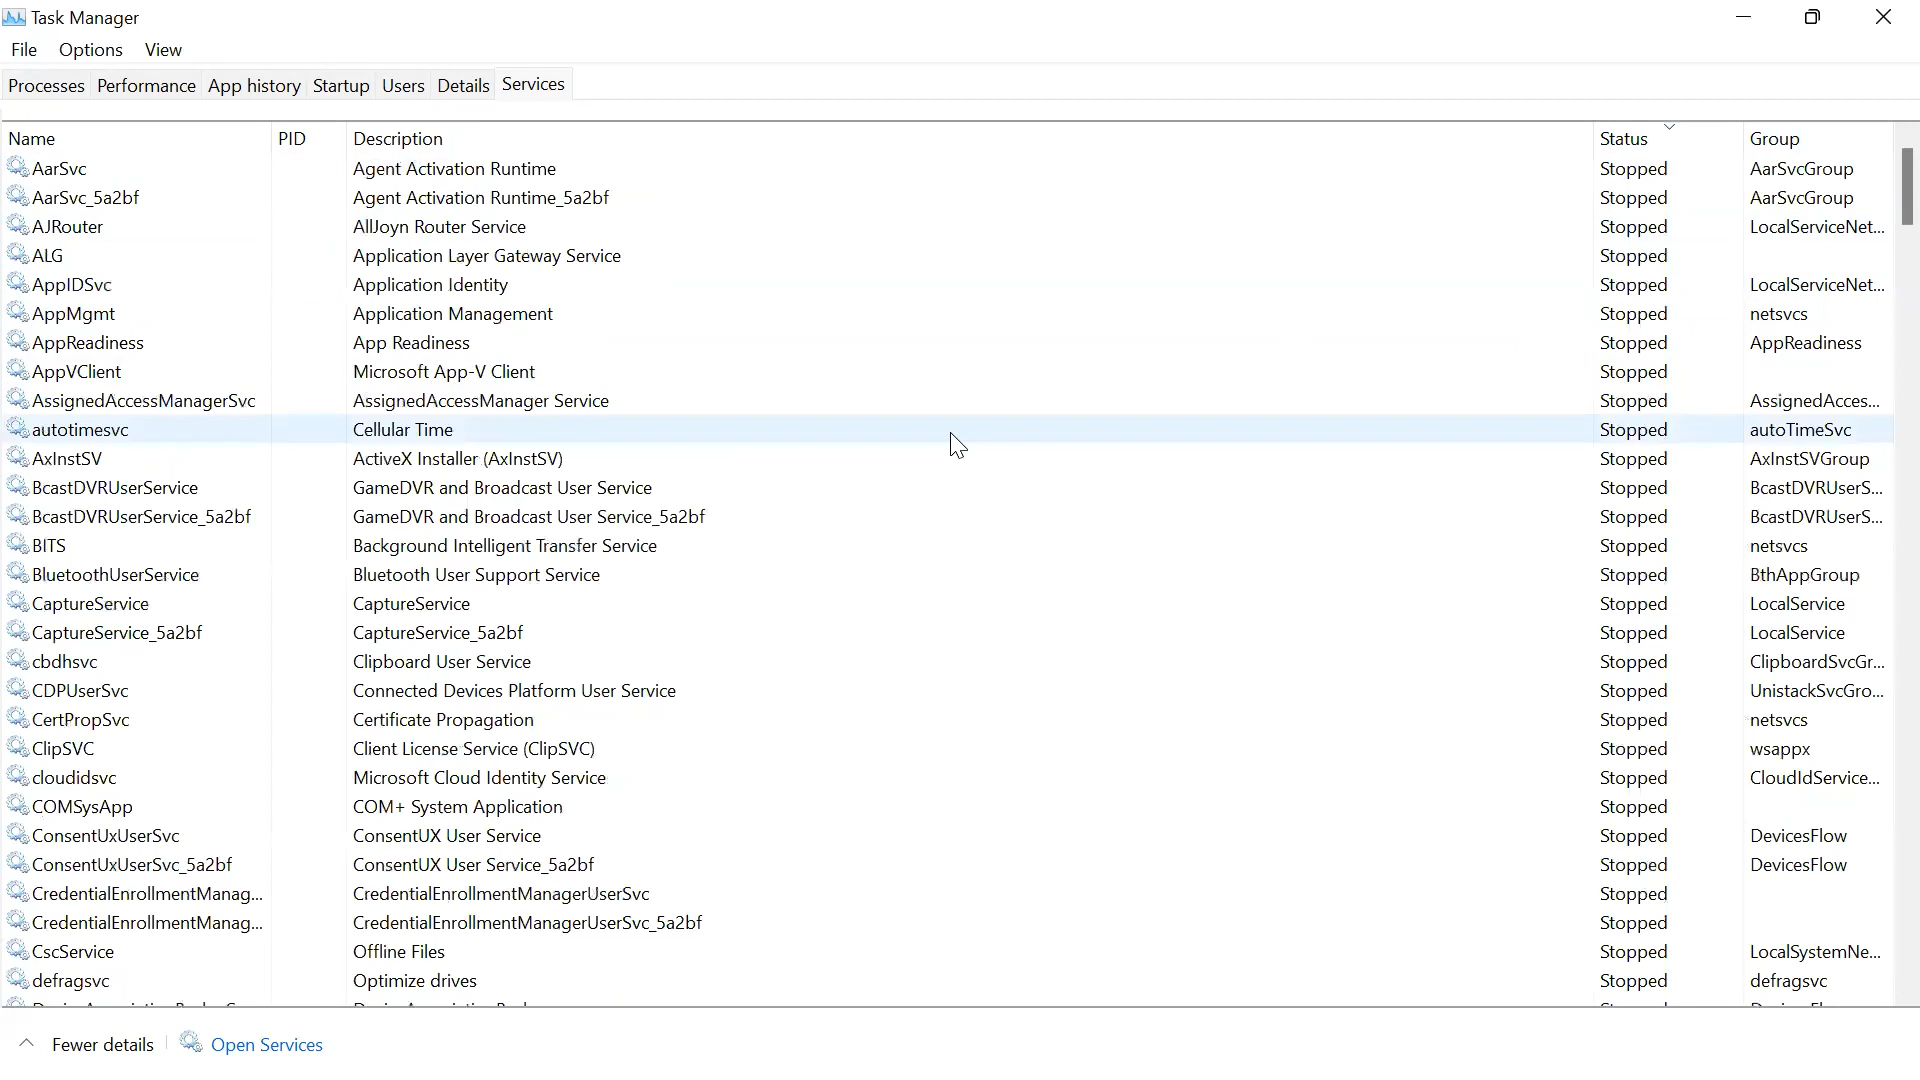 Task Manager
File Options View
Processes Performance App history Startup Users Details Services
Name PID Description Status Group
AarSvc Agent Activation Runtime Stopped AarSvcGroup
AarSvc_5a2bf Agent Activation Runtime_5a2bf Stopped AarSvcGroup
AJRouter AllJoyn Router Service Stopped LocalServiceNet...
ALG Application Layer Gateway Service Stopped
AppIDSvc Application Identity Stopped LocalServiceNet...
AppMgmt Application Management Stopped netsvcs
AppReadiness App Readiness Stopped AppReadiness
AppVClient Microsoft App-V Client Stopped
AssignedAccessManagerSvc AssignedAccessManager Service Stopped AssignedAcces...
autotimesvc Cellular Time Stopped autoTimeSvc
AxInstSV ActiveX Installer (AxInstSV) Stopped AxInstSVGroup
BcastDVRUserService GameDVR and Broadcast User Service Stopped BcastDVRUserS...
BcastDVRUserService_5a2bf GameDVR and Broadcast User Service_5a2bf Stopped BcastDVRUserS...
BITS Background Intelligent Transfer Service Stopped netsvcs
BluetoothUserService Bluetooth User Support Service Stopped BthAppGroup
CaptureService CaptureService Stopped LocalService
CaptureService_5a2bf CaptureService_5a2bf Stopped LocalService
cbdhsvc Clipboard User Service Stopped ClipboardSvcGr...
CDPUserSvc Connected Devices Platform User Service Stopped UnistackSvcGro...
CertPropSvc Certificate Propagation Stopped netsvcs
ClipSVC Client License Service (ClipSVC) Stopped wsappx
cloudidsvc Microsoft Cloud Identity Service Stopped CloudIdService...
COMSysApp COM+ System Application Stopped
ConsentUxUserSvc ConsentUX User Service Stopped DevicesFlow
ConsentUxUserSvc_5a2bf ConsentUX User Service_5a2bf Stopped DevicesFlow
CredentialEnrollmentManag... CredentialEnrollmentManagerUserSvc Stopped
CredentialEnrollmentManag... CredentialEnrollmentManagerUserSvc_5a2bf Stopped
CscService Offline Files Stopped LocalSystemNe...
defragsvc Optimize drives Stopped defragsvc
Fewer details Open Services